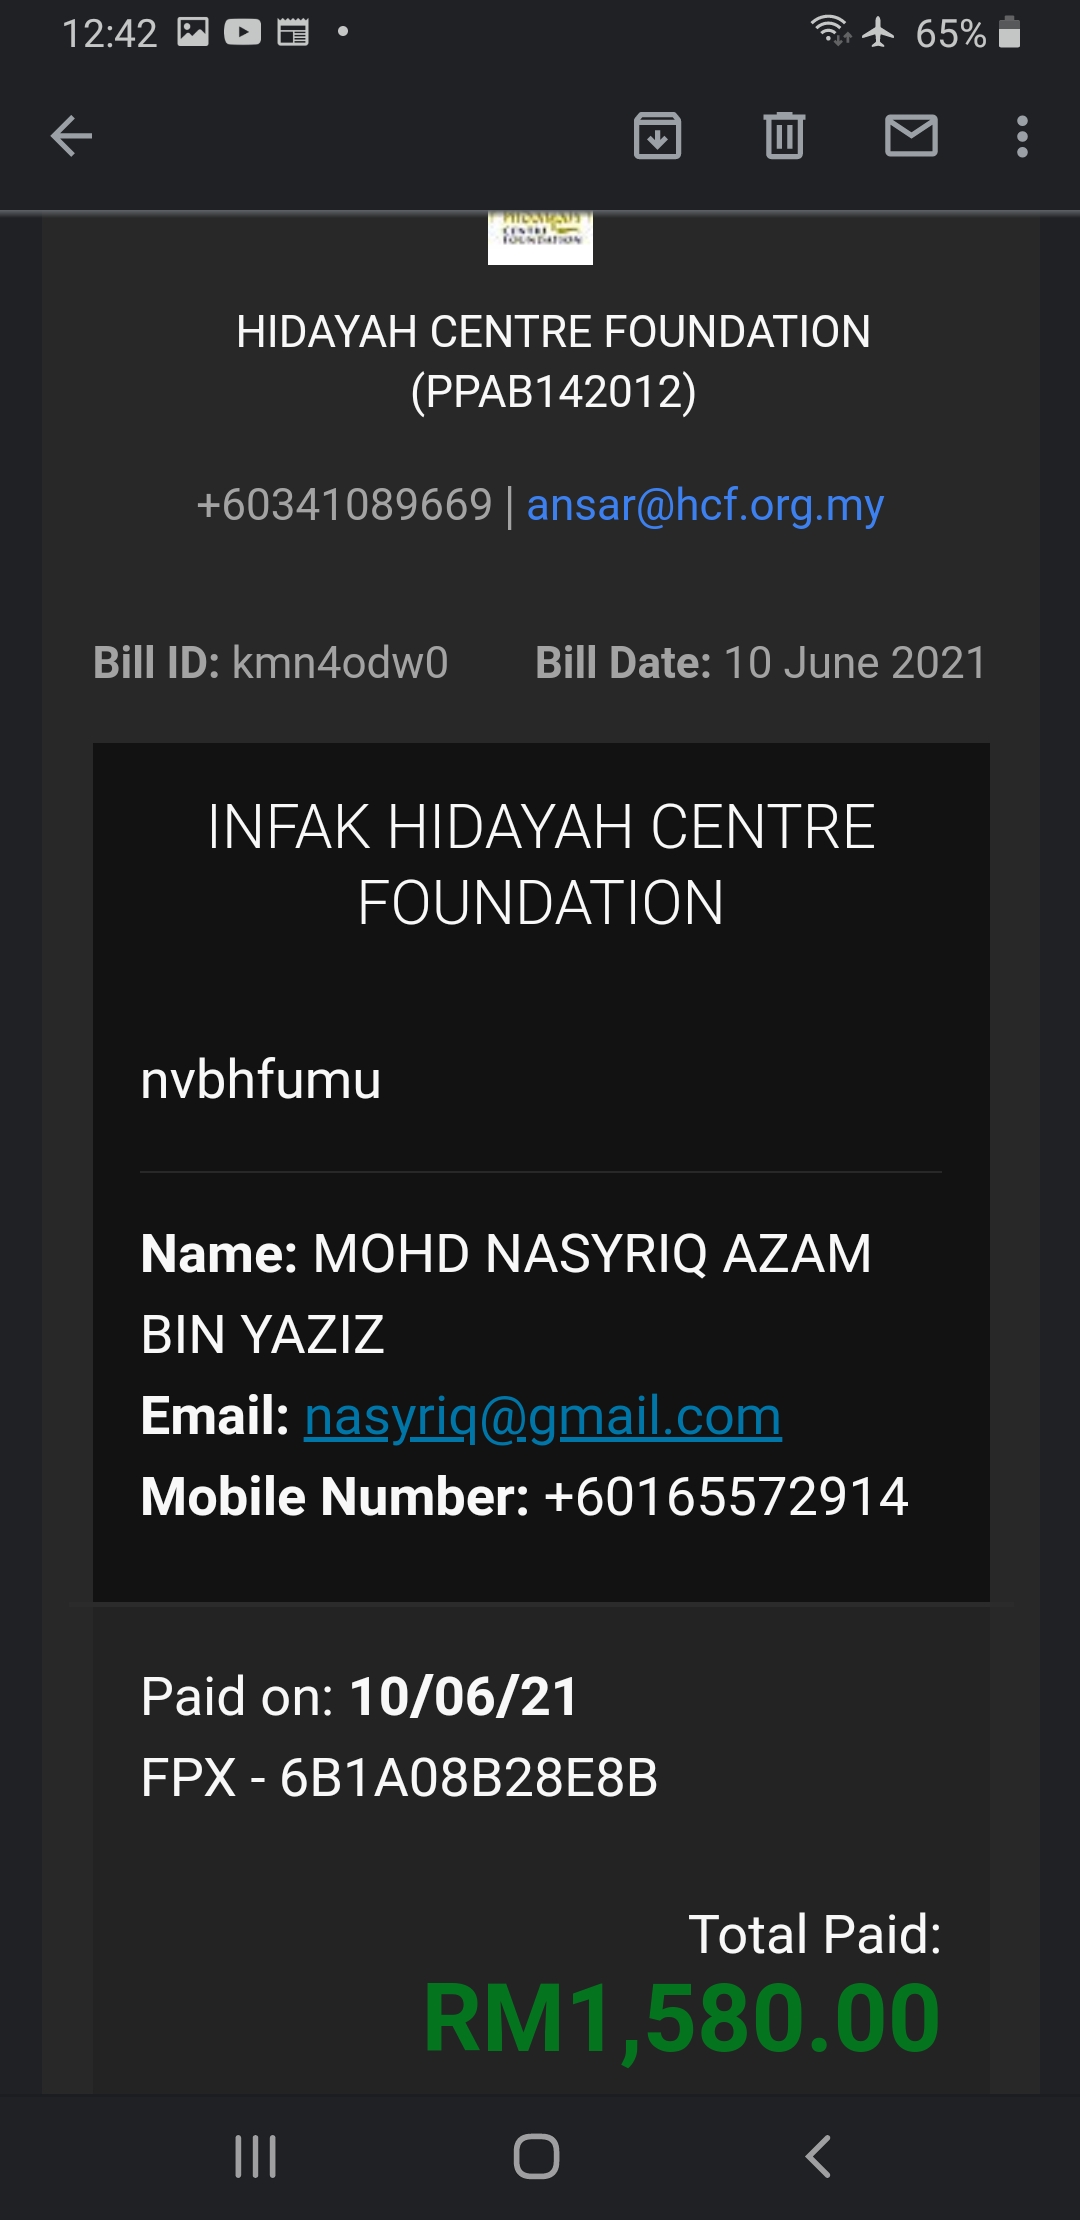 12:42
65%
CENTRE
FOUNDATION
HIDAYAH CENTRE FOUNDATION
(PPAB142012)
+60341089669 | ansar@hcf.org.my
Bill ID: kmn4odw0 Bill Date: 10 June 2021
INFAK HIDAYAH CENTRE
FOUNDATION
nvbhfumu
Name: MOHD NASYRIQ AZAM
BIN YAZIZ
Email: nasyriq@gmail.com
Mobile Number: +60165572914
Paid on: 10/06/21
FPX - 6B1A08B28E8B
Total Paid:
RM1,580.00